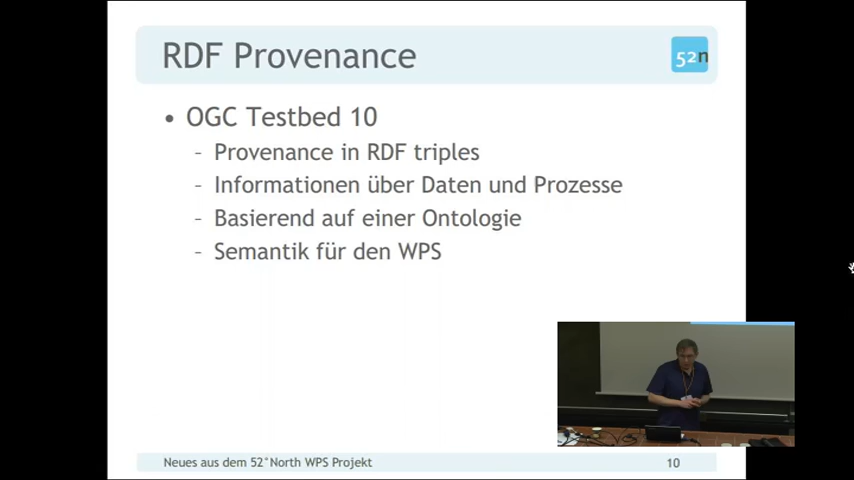 RDF Provenance
52n
• OGC Testbed 10
- Provenance in RDF triples
- Informationen über Daten und Prozesse
- Basierend auf einer Ontologie
- Semantik für den WPS
Neues aus dem 52°North WPS Projekt
10